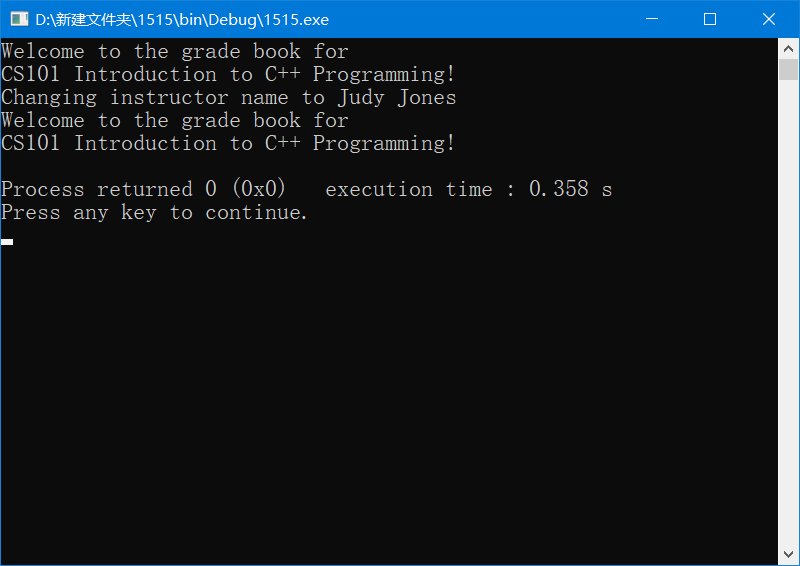 D:\新建文件夹\1515\bin\Debug\1515.exe
Welcome to the grade book for
CS101 Introduction to C++ Programming!
Changing instructor name to Judy Jones
Welcome to the grade book for
CS101 Introduction to C++ Programming!
Process returned 0 (0x0)   execution time : 0.358 s
Press any key to continue.